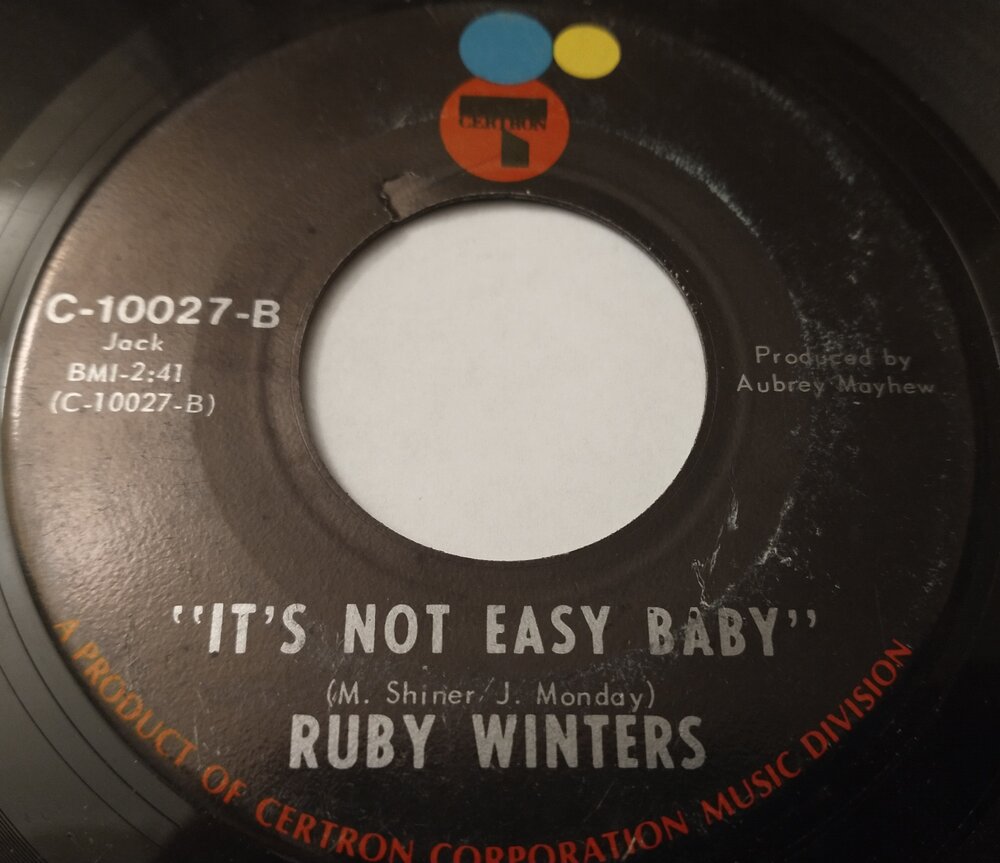 CERTRON
C-10027-B
Jack
BMI-2:41
(C-10027-B)
Produced by
Aubrey Mayhew
"IT'S NOT EASY BABY"
(M. Shiner/J. Monday)
RUBY WINTERS
A PRODUCT OF CERTRON CORPORATION MUSIC DIVISION